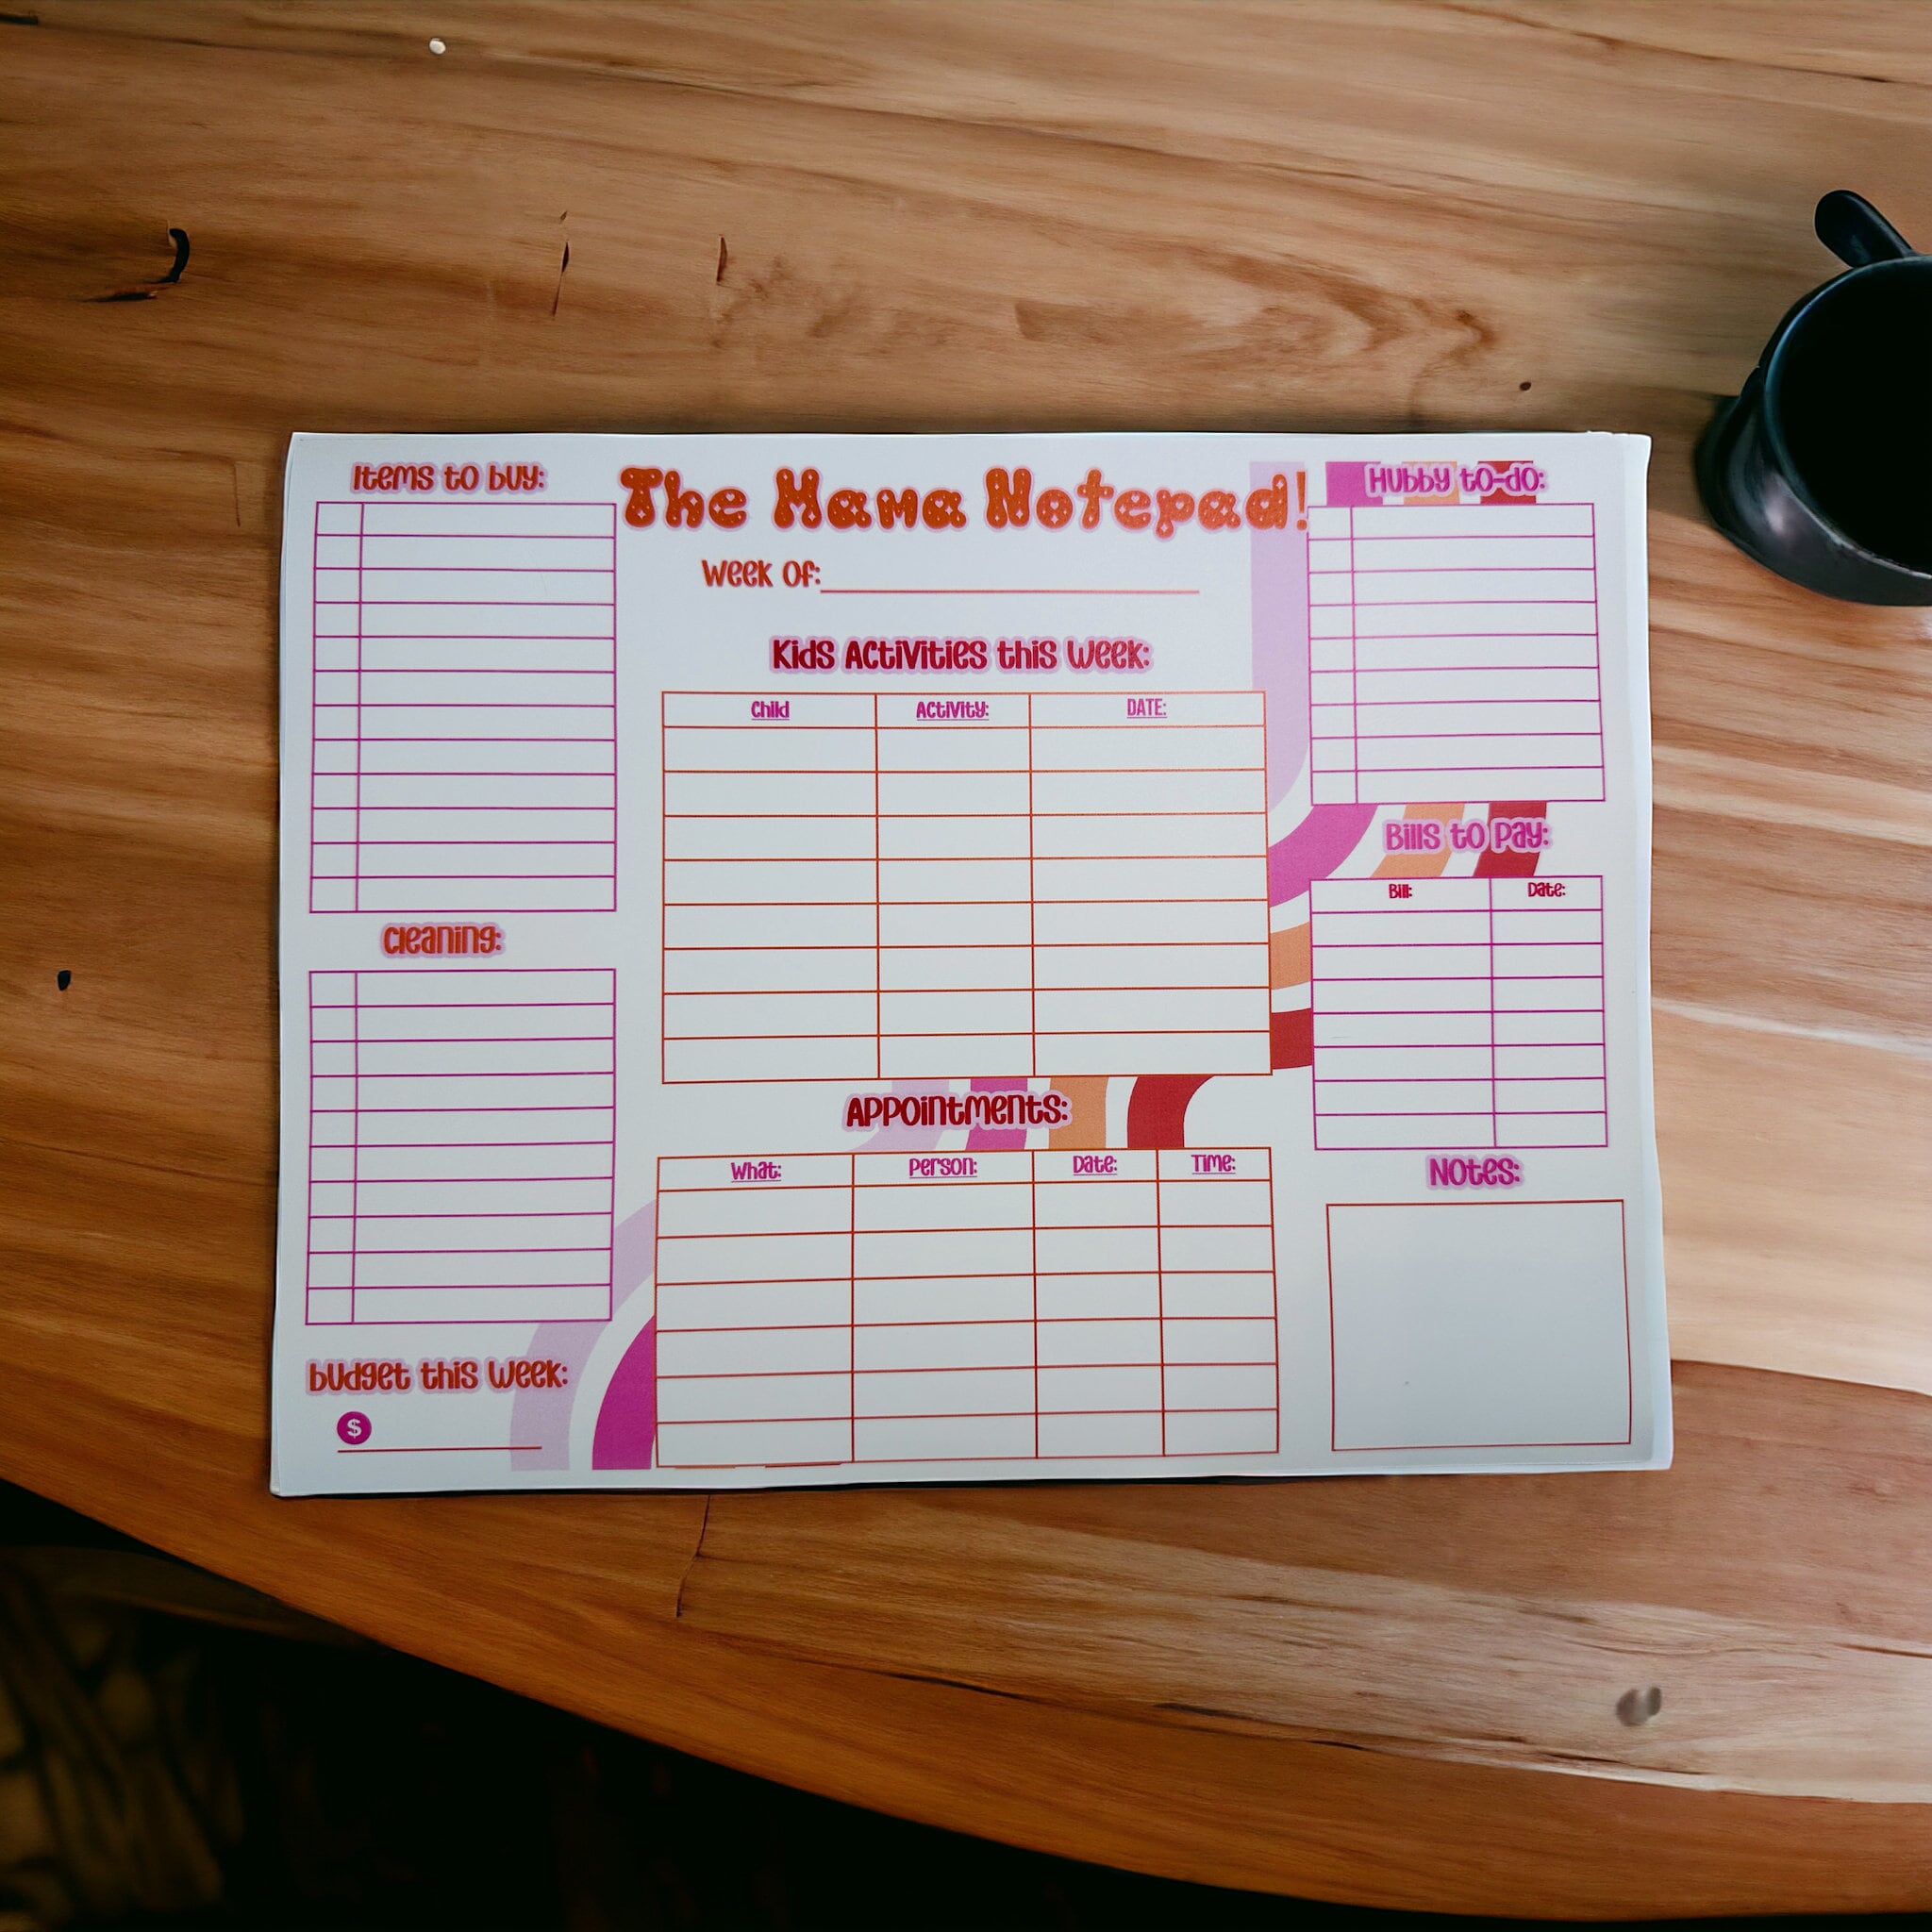 Items to buy:
The Mama Notepad!
Week of:
Kids Activities this Week:
Child Activity: DATE:
Appointments:
What: Person: Date: Time:
Cleaning:
budget this Week:
$
Hubby to-do:
Bills to Pay:
Bill: Date:
Notes: